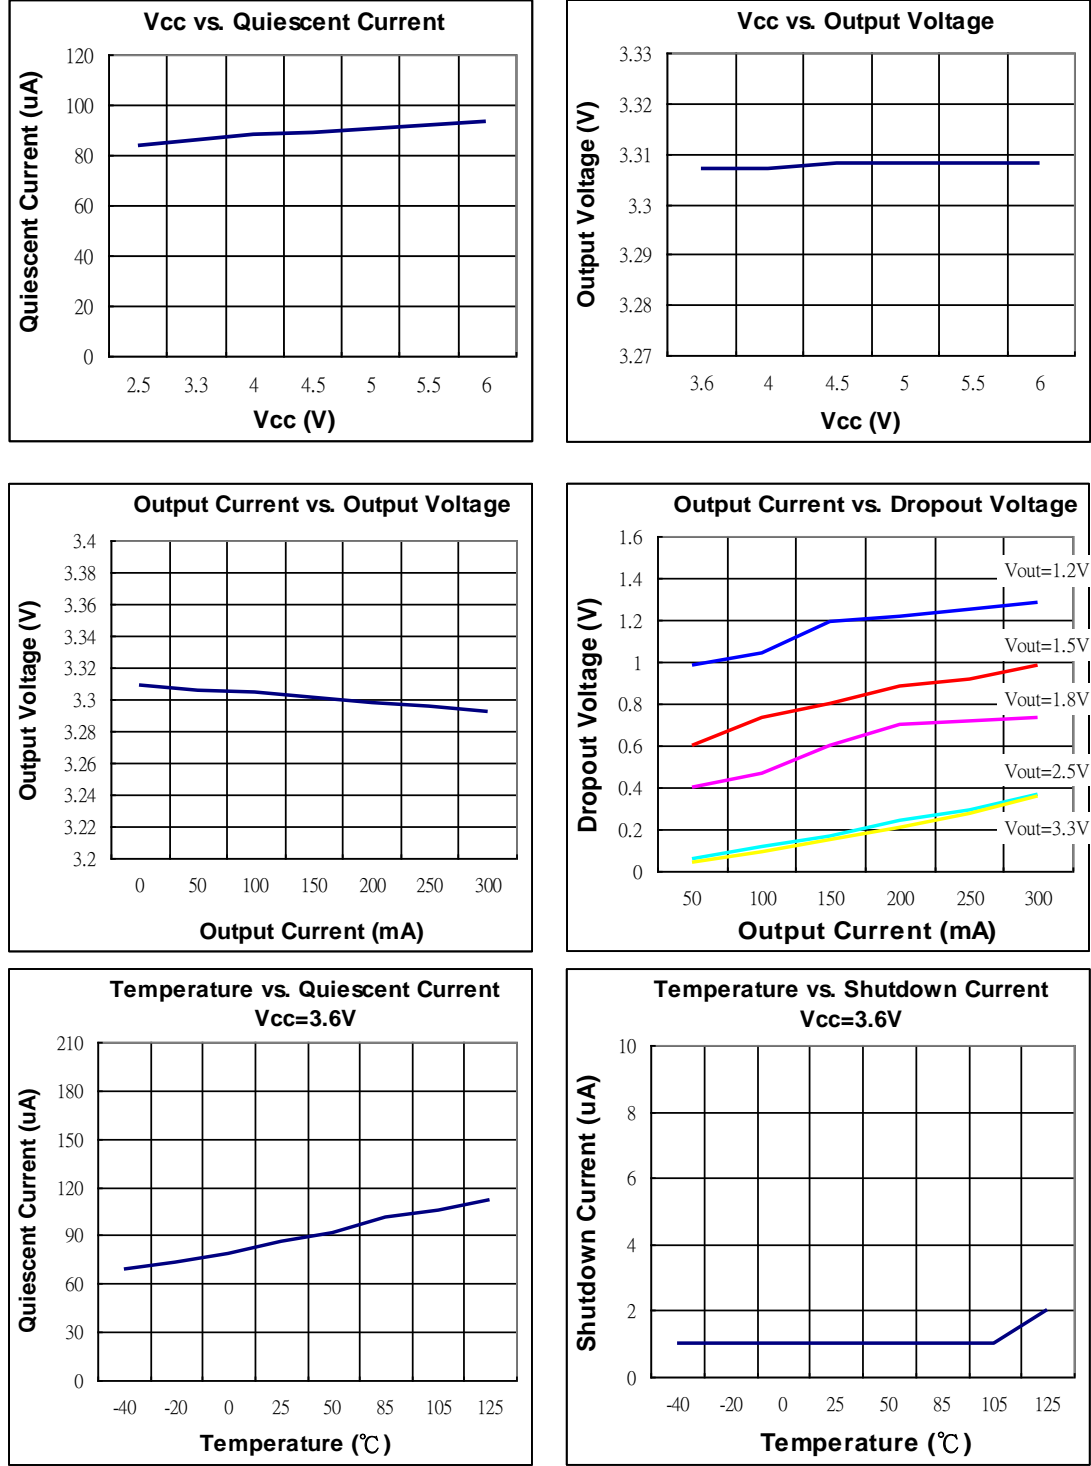 Vcc vs. Quiescent Current
Quiescent Current (uA)
120
100
80
60
40
20
0
2.5 3.3 4 4.5 5 5.5 6
Vcc (V)
Vcc vs. Output Voltage
Output Voltage (V)
3.33
3.32
3.31
3.3
3.29
3.28
3.27
3.6 4 4.5 5 5.5 6
Vcc (V)
Output Current vs. Output Voltage
Output Voltage (V)
3.4
3.38
3.36
3.34
3.32
3.3
3.28
3.26
3.24
3.22
3.2
0 50 100 150 200 250 300
Output Current (mA)
Output Current vs. Dropout Voltage
Dropout Voltage (V)
1.6
1.4
1.2
1
0.8
0.6
0.4
0.2
0
Vout=1.2V
Vout=1.5V
Vout=1.8V
Vout=2.5V
Vout=3.3V
50 100 150 200 250 300
Output Current (mA)
Temperature vs. Quiescent Current
Vcc=3.6V
Quiescent Current (uA)
210
180
150
120
90
60
30
0
-40 -20 0 25 50 85 105 125
Temperature (℃)
Temperature vs. Shutdown Current
Vcc=3.6V
Shutdown Current (uA)
10
8
6
4
2
0
-40 -20 0 25 50 85 105 125
Temperature (℃)